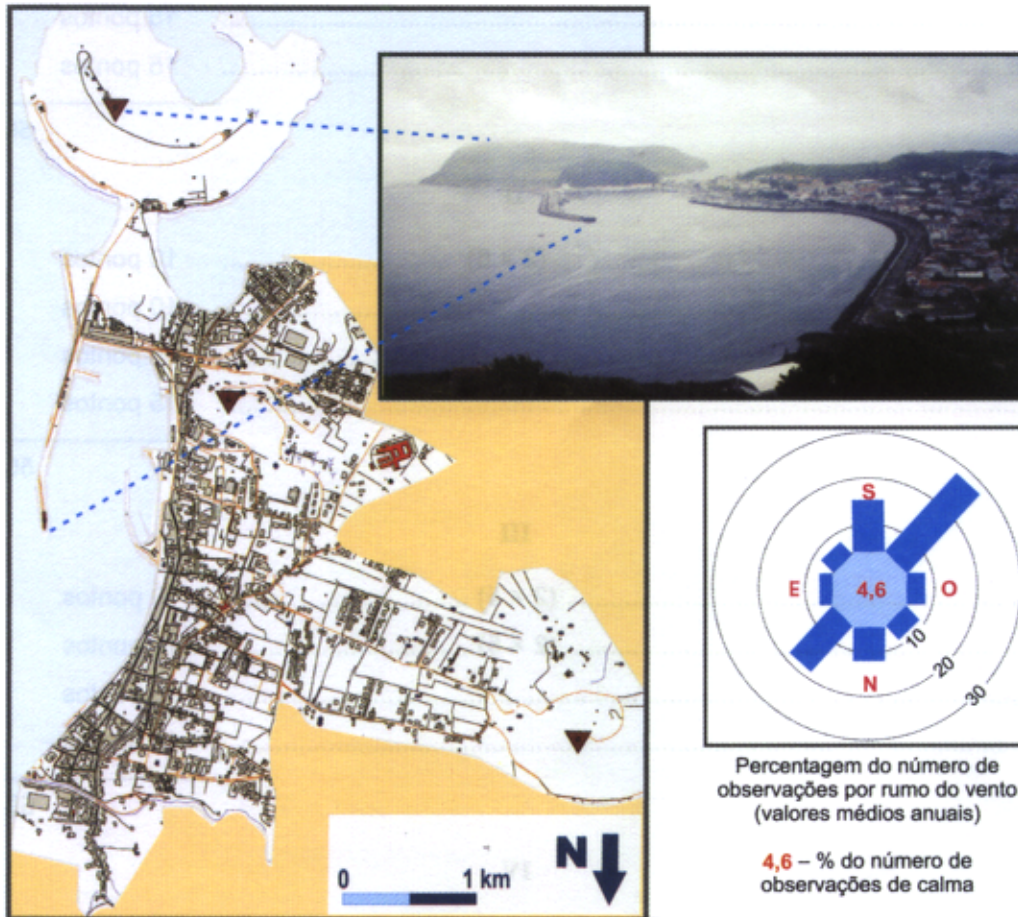 N
0 1 km
S
E 4,6 O
N
10
20
30
Percentagem do número de
observações por rumo do vento
(valores médios anuais)
4,6 – % do número de
observações de calma